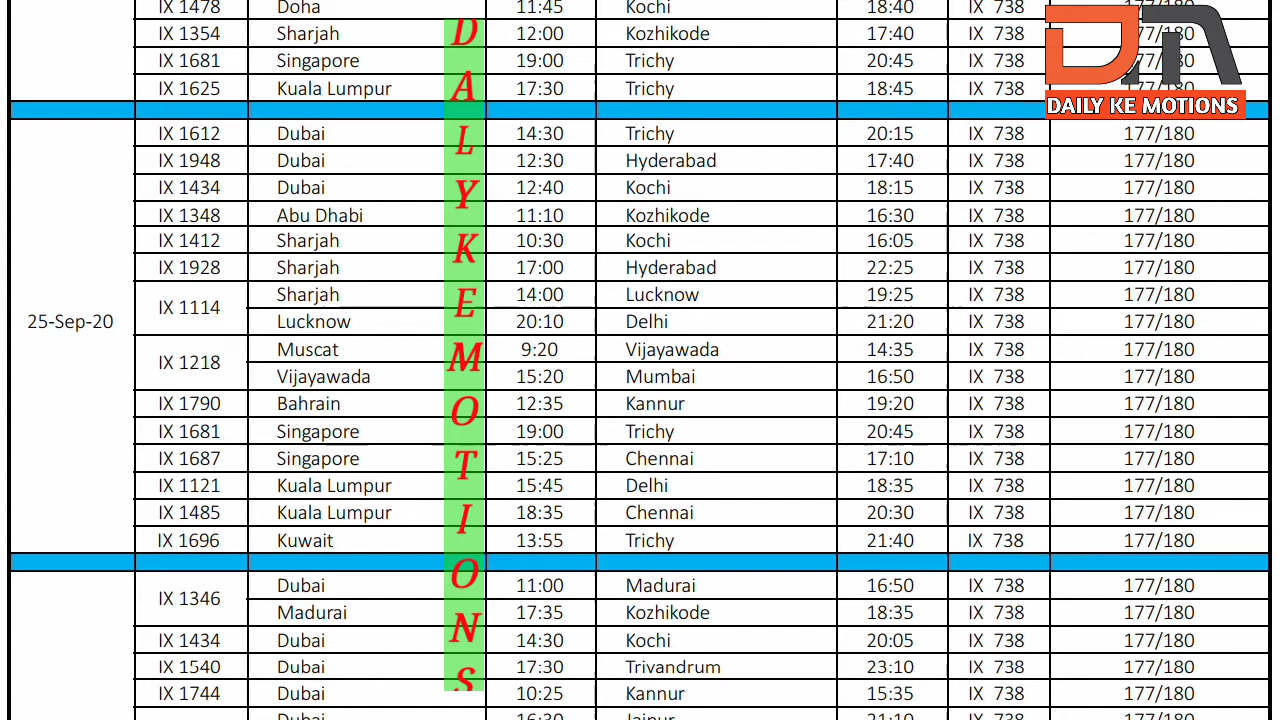 IX 1478 Doha 11:45 Kochi 18:40 IX 738
IX 1354 Sharjah 12:00 Kozhikode 17:40 IX 738 177/180
IX 1681 Singapore 19:00 Trichy 20:45 IX 738 177/180
IX 1625 Kuala Lumpur 17:30 Trichy 18:45 IX 738 177/180
DM
DAILY KE MOTIONS
IX 1612 Dubai 14:30 Trichy 20:15 IX 738 177/180
IX 1948 Dubai 12:30 Hyderabad 17:40 IX 738 177/180
IX 1434 Dubai 12:40 Kochi 18:15 IX 738 177/180
IX 1348 Abu Dhabi 11:10 Kozhikode 16:30 IX 738 177/180
IX 1412 Sharjah 10:30 Kochi 16:05 IX 738 177/180
IX 1928 Sharjah 17:00 Hyderabad 22:25 IX 738 177/180
IX 1114 Sharjah 14:00 Lucknow 19:25 IX 738 177/180
25-Sep-20 Lucknow 20:10 Delhi 21:20 IX 738 177/180
IX 1218 Muscat 9:20 Vijayawada 14:35 IX 738 177/180
Vijayawada 15:20 Mumbai 16:50 IX 738 177/180
IX 1790 Bahrain 12:35 Kannur 19:20 IX 738 177/180
IX 1681 Singapore 19:00 Trichy 20:45 IX 738 177/180
IX 1687 Singapore 15:25 Chennai 17:10 IX 738 177/180
IX 1121 Kuala Lumpur 15:45 Delhi 18:35 IX 738 177/180
IX 1485 Kuala Lumpur 18:35 Chennai 20:30 IX 738 177/180
IX 1696 Kuwait 13:55 Trichy 21:40 IX 738 177/180
IX 1346 Dubai 11:00 Madurai 16:50 IX 738 177/180
Madurai 17:35 Kozhikode 18:35 IX 738 177/180
IX 1434 Dubai 14:30 Kochi 20:05 IX 738 177/180
IX 1540 Dubai 17:30 Trivandrum 23:10 IX 738 177/180
IX 1744 Dubai 10:25 Kannur 15:35 IX 738 177/180
Dubai 16:30 Jaipur 21:10 IX 738 177/180
DALYKEMOTIONS